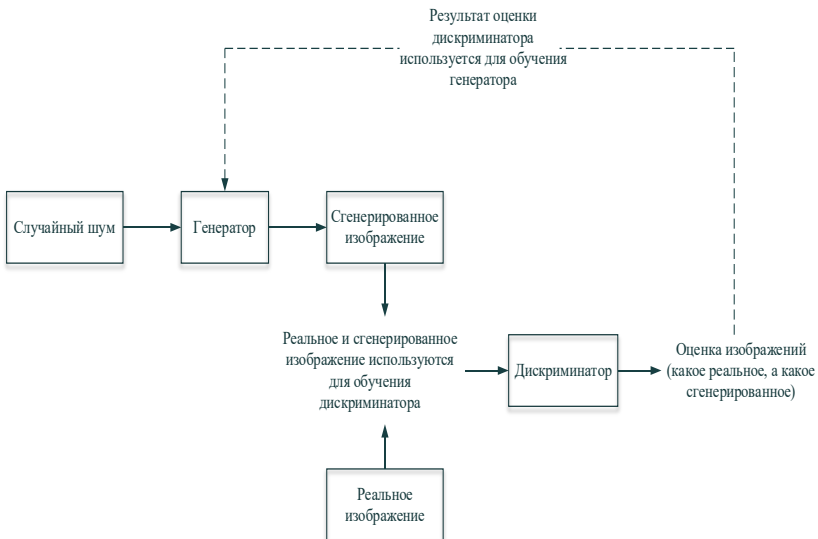 Результат оценки
дискриминатора
используется для обучения
генератора
Случайный шум
Генератор
Сгенерированное
изображение
Реальное и сгенерированное
изображение используются
для обучения
дискриминатора
Дискриминатор
Оценка изображений
(какое реальное, а какое
сгенерированное)
Реальное
изображение